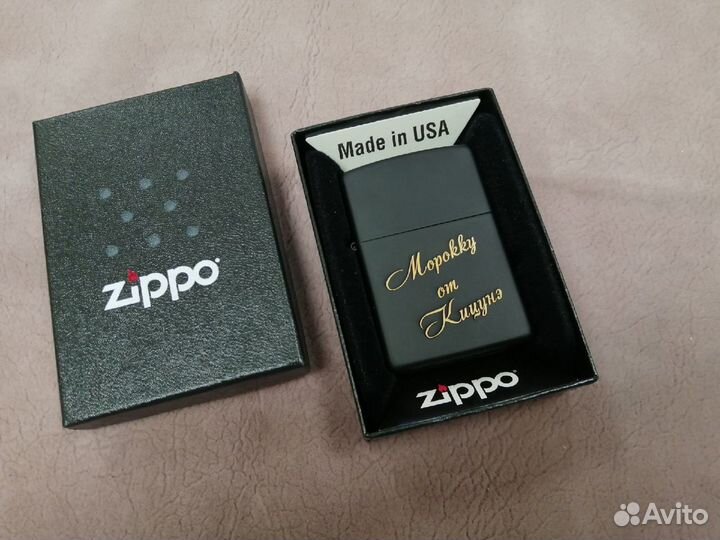 zippo
Made in USA
Морокку
от
Кицунэ
zippo
Avito